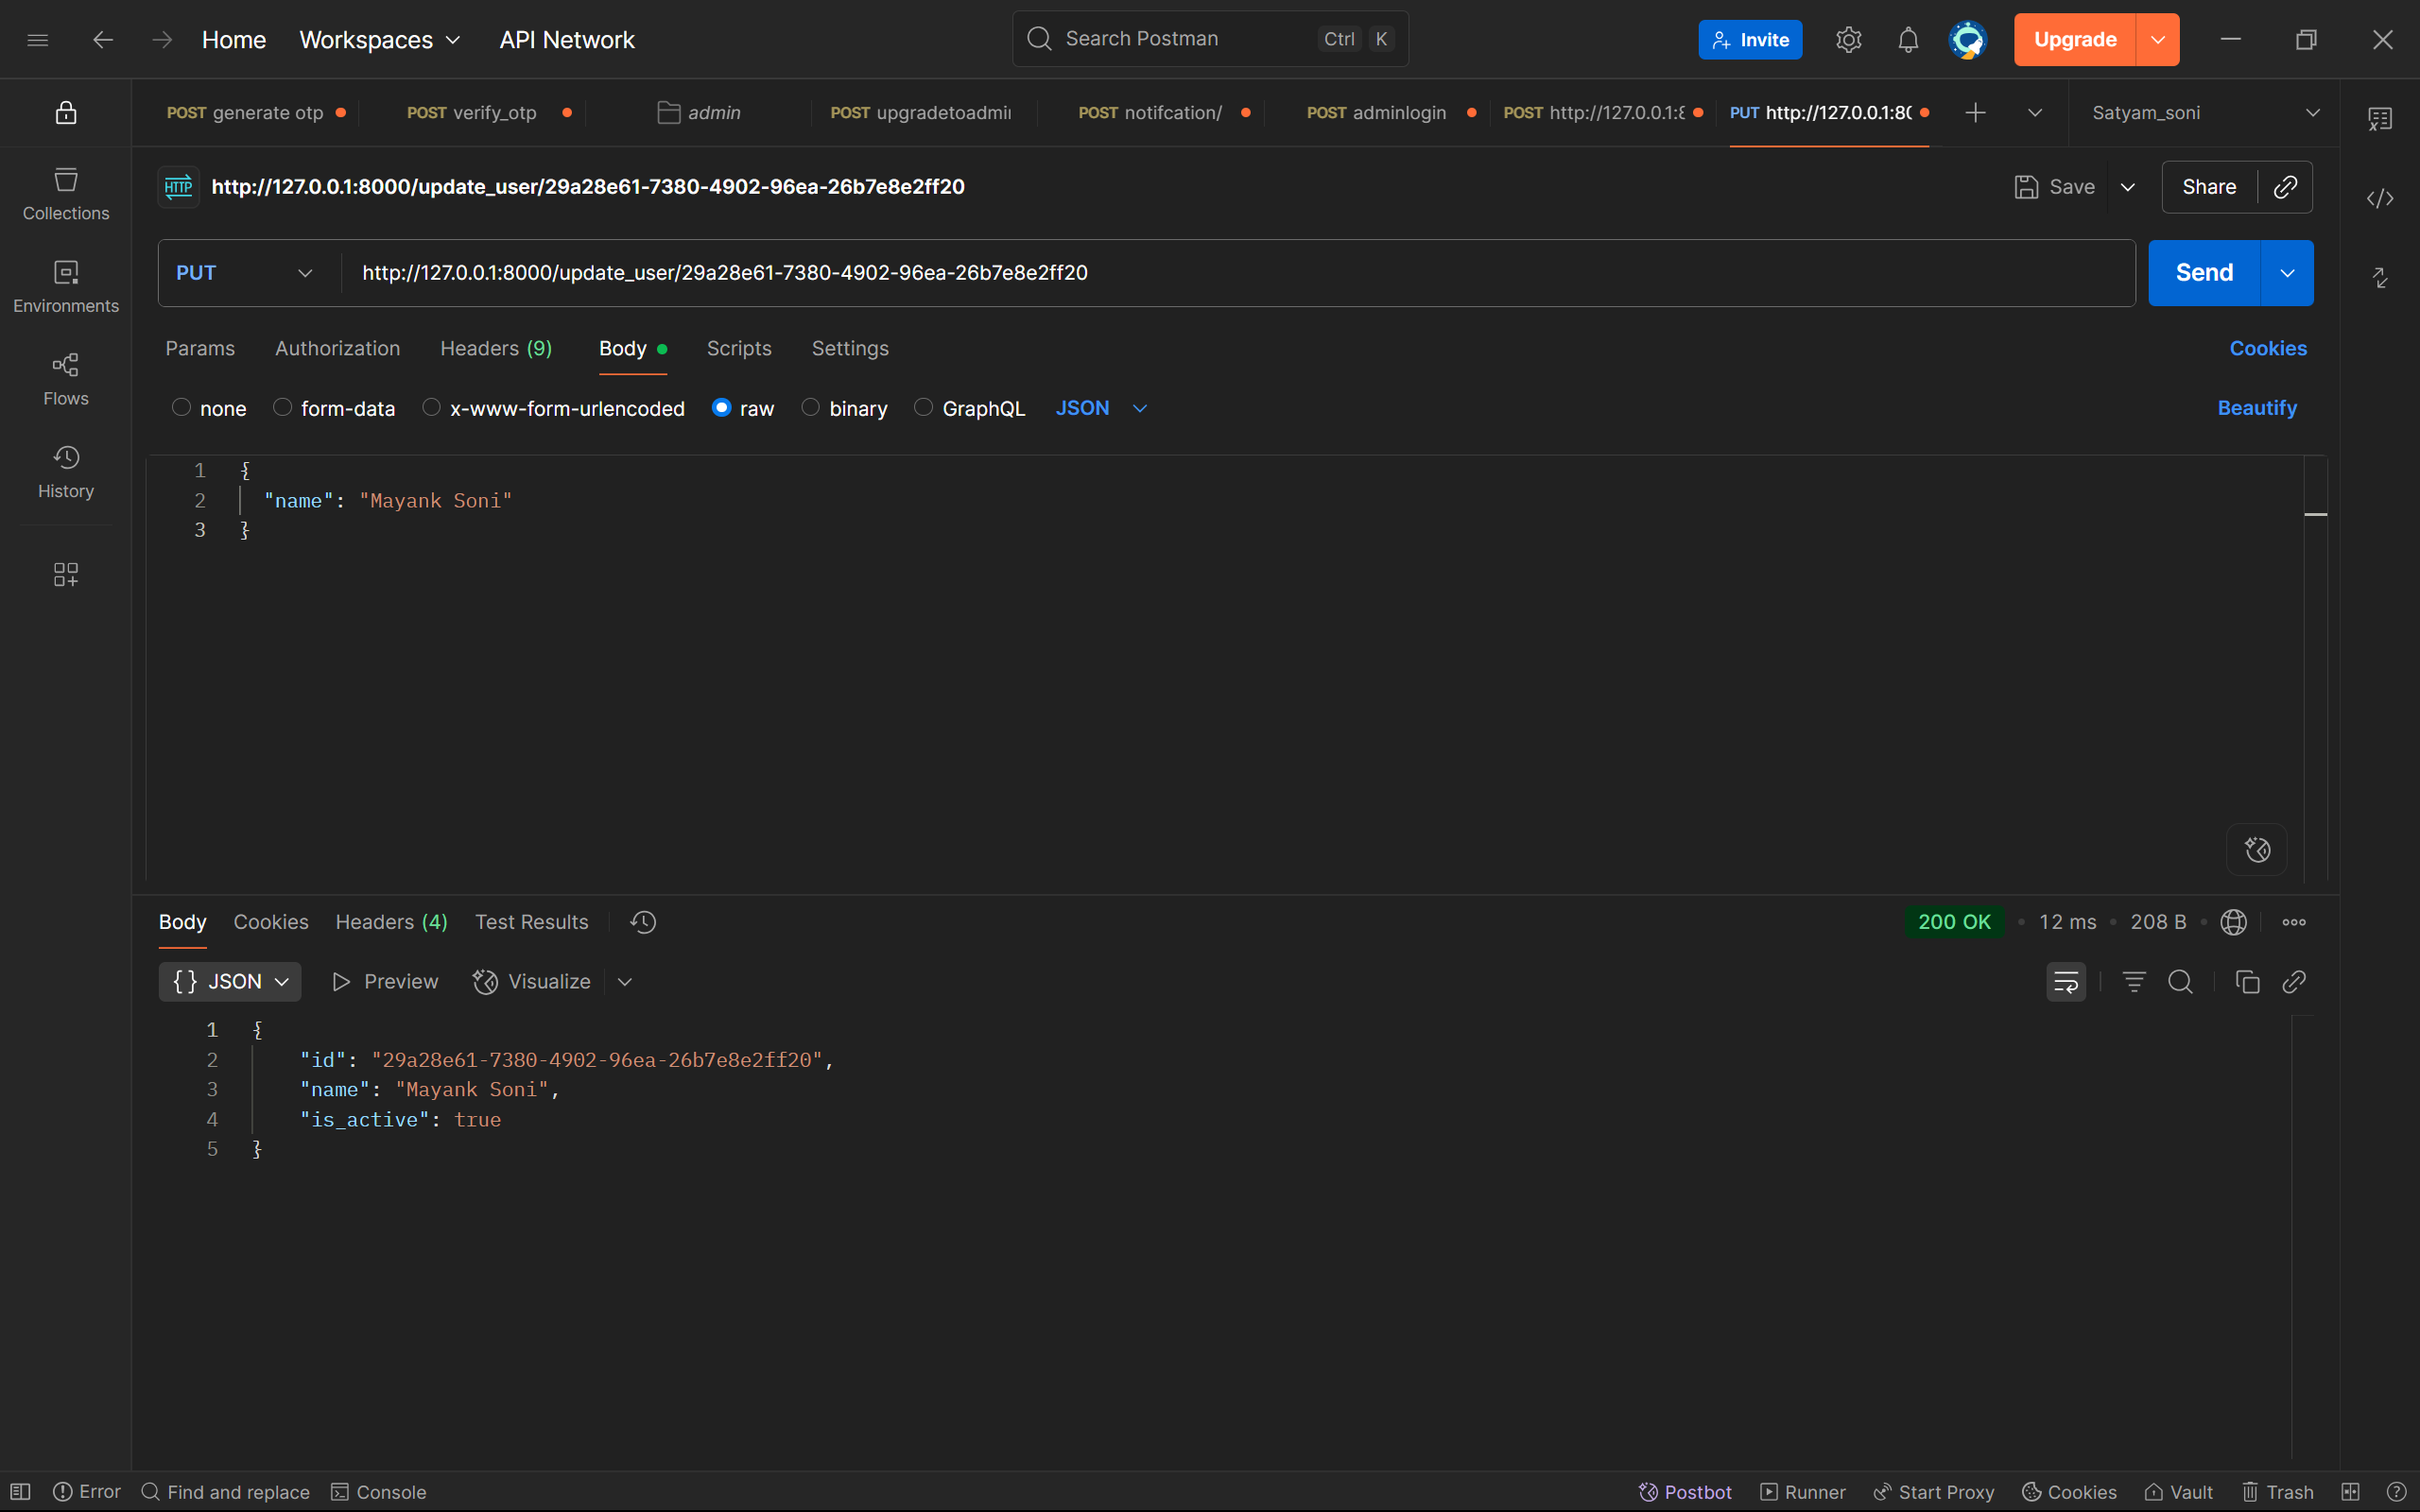 Home Workspaces API Network Search Postman Ctrl K Invite Upgrade
POST generate otp POST verify_otp admin POST upgradetoadmi POST notifcation/ POST adminlogin POST http://127.0.0.1:8 PUT http://127.0.0.1:80 Satyam_soni
HTTP http://127.0.0.1:8000/update_user/29a28e61-7380-4902-96ea-26b7e8e2ff20 Save Share
Collections
PUT http://127.0.0.1:8000/update_user/29a28e61-7380-4902-96ea-26b7e8e2ff20 Send
Environments
Params Authorization Headers (9) Body Scripts Settings Cookies
Flows
none form-data x-www-form-urlencoded raw binary GraphQL JSON Beautify
History
1 {
2 "name": "Mayank Soni"
3 }
Body Cookies Headers (4) Test Results 200 OK 12 ms 208 B
{} JSON Preview Visualize
1 {
2 "id": "29a28e61-7380-4902-96ea-26b7e8e2ff20",
3 "name": "Mayank Soni",
4 "is_active": true
5 }
Error Find and replace Console Postbot Runner Start Proxy Cookies Vault Trash